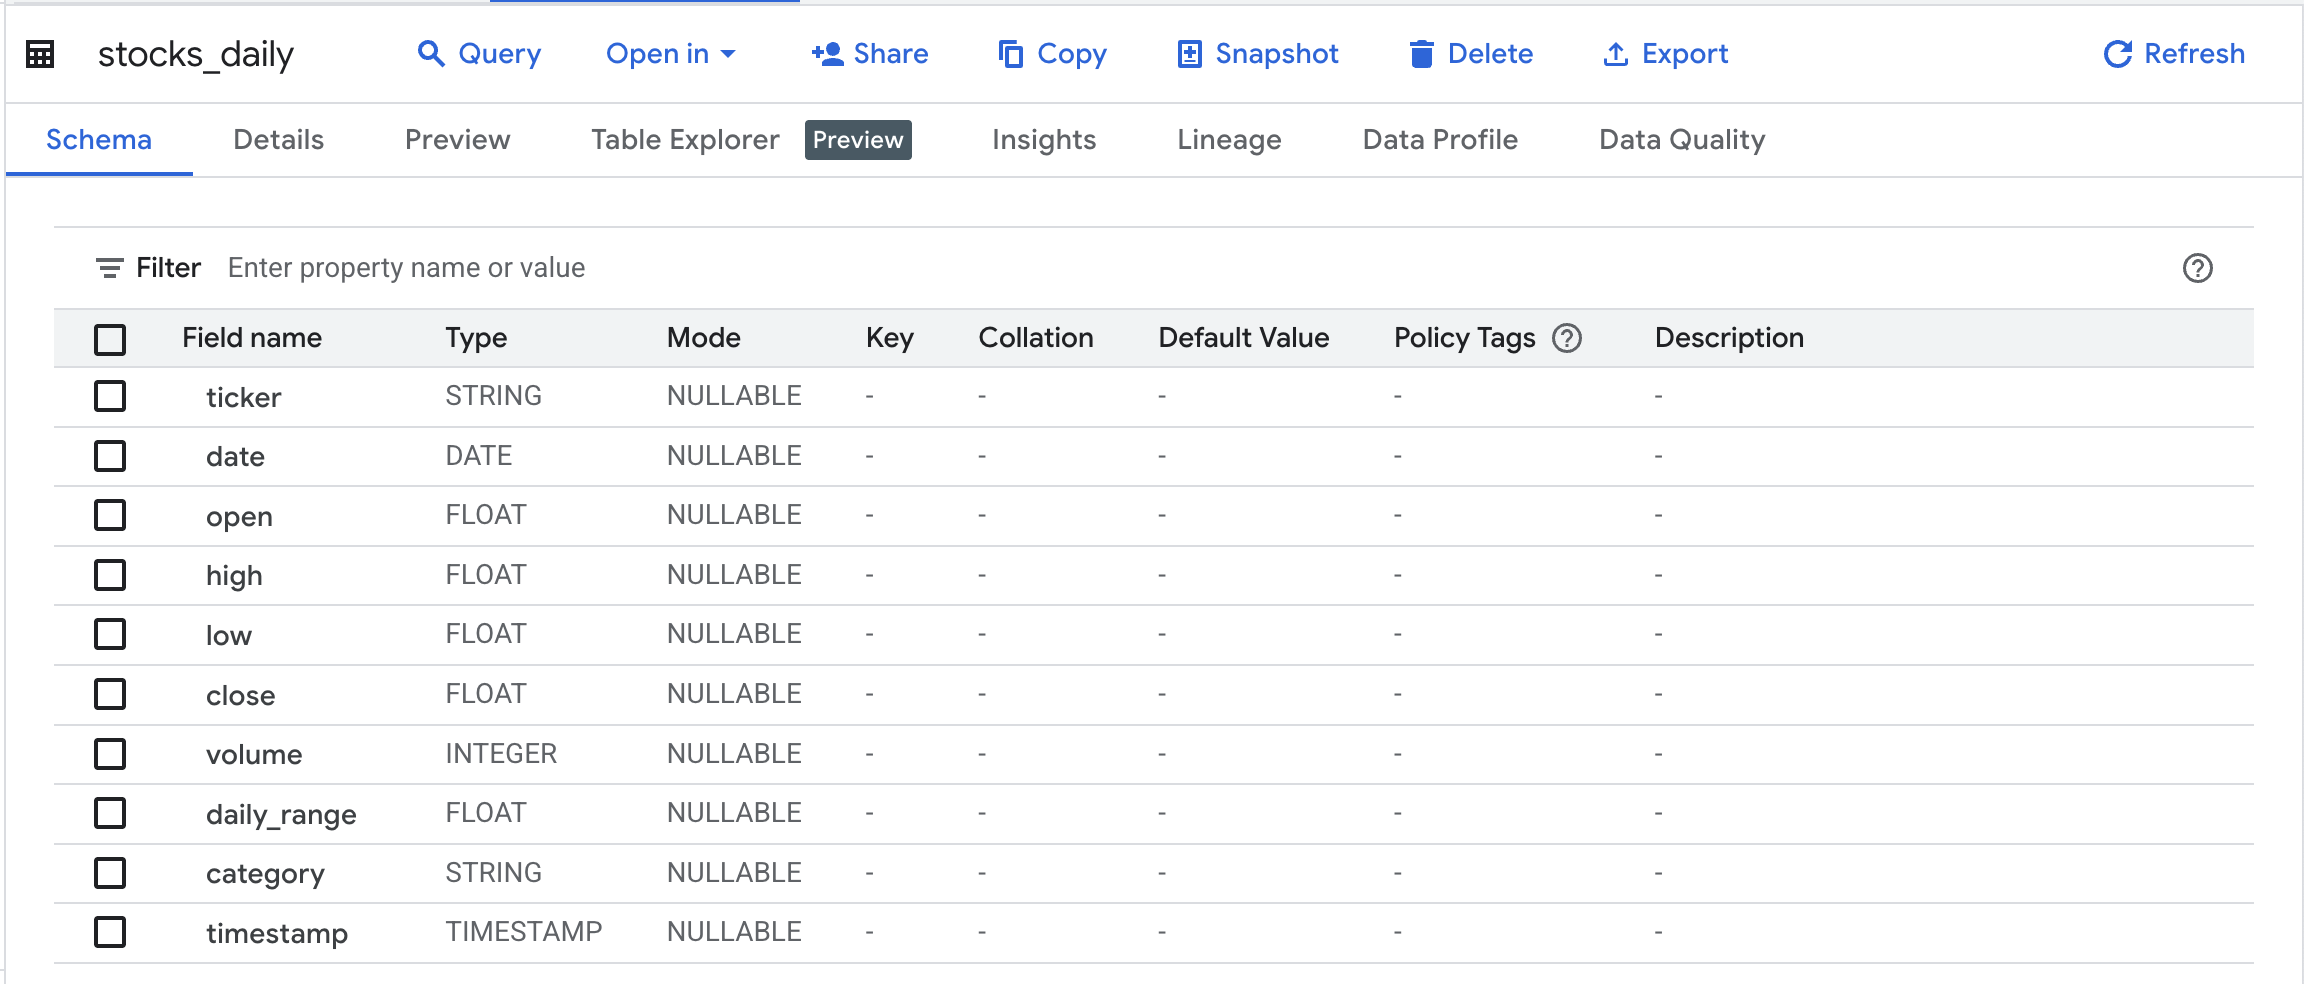 stocks_daily Query Open in Share Copy Snapshot Delete Export Refresh
Schema Details Preview Table Explorer Preview Insights Lineage Data Profile Data Quality
Filter Enter property name or value
Field name Type Mode Key Collation Default Value Policy Tags Description
ticker STRING NULLABLE - - - - -
date DATE NULLABLE - - - - -
open FLOAT NULLABLE - - - - -
high FLOAT NULLABLE - - - - -
low FLOAT NULLABLE - - - - -
close FLOAT NULLABLE - - - - -
volume INTEGER NULLABLE - - - - -
daily_range FLOAT NULLABLE - - - - -
category STRING NULLABLE - - - - -
timestamp TIMESTAMP NULLABLE - - - - -